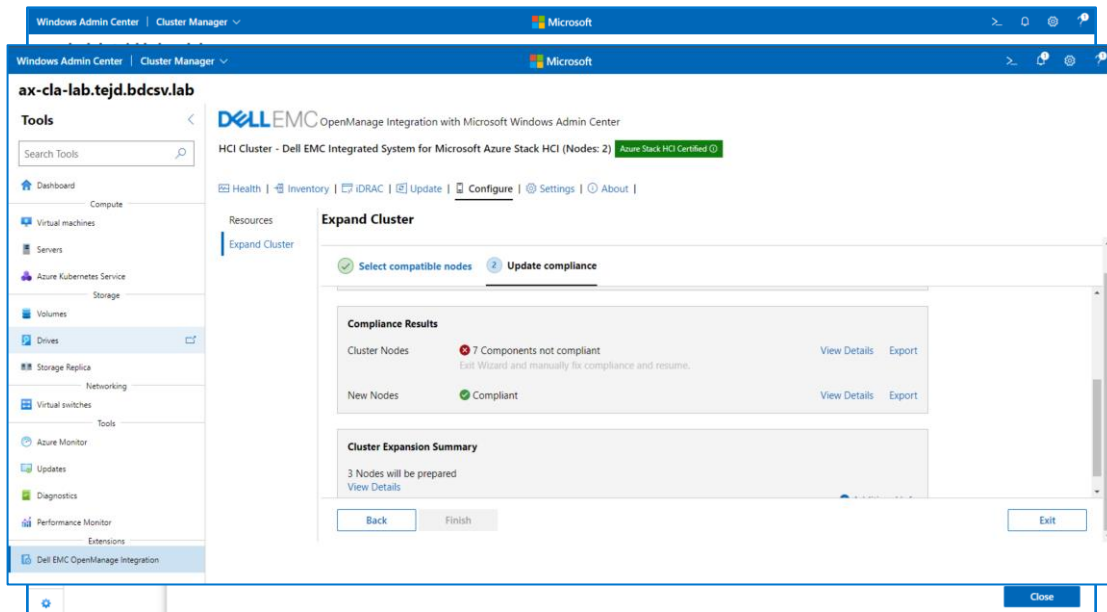 Windows Admin Center | Cluster Manager
Microsoft
Windows Admin Center | Cluster Manager
Microsoft
ax-cla-lab.tejd.bdcsv.lab
Tools
Search Tools
Dashboard
Compute
Virtual machines
Servers
Azure Kubernetes Service
Storage
Volumes
Drives
Storage Replica
Networking
Virtual switches
Tools
Azure Monitor
Updates
Diagnostics
Performance Monitor
Extensions
Dell EMC OpenManage Integration
DELLEMC OpenManage Integration with Microsoft Windows Admin Center
HCI Cluster - Dell EMC Integrated System for Microsoft Azure Stack HCI (Nodes: 2) Azure Stack HCI Certified
Health | Inventory | iDRAC | Update | Configure | Settings | About |
Resources
Expand Cluster
Expand Cluster
Select compatible nodes 2 Update compliance
Compliance Results
Cluster Nodes 7 Components not compliant View Details Export
Exit Wizard and manually fix compliance and resume.
New Nodes Compliant View Details Export
Cluster Expansion Summary
3 Nodes will be prepared
View Details
Back Finish Exit
Close